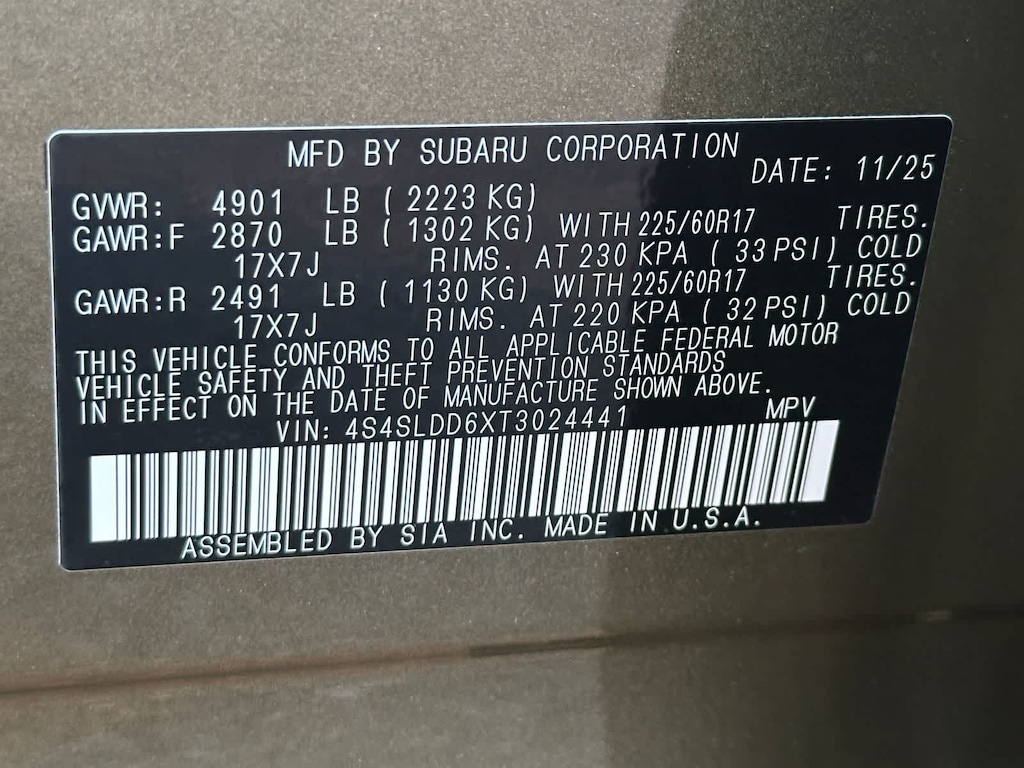 MFD BY SUBARU CORPORATION
DATE: 11/25
GVWR: 4901 LB ( 2223 KG)
GAWR:F 2870 LB ( 1302 KG) WITH 225/60R17 TIRES.
17X7J RIMS. AT 230 KPA ( 33 PSI) COLD
GAWR:R 2491 LB ( 1130 KG) WITH 225/60R17 TIRES.
17X7J RIMS. AT 220 KPA ( 32 PSI) COLD
THIS VEHICLE CONFORMS TO ALL APPLICABLE FEDERAL MOTOR
VEHICLE SAFETY AND THEFT PREVENTION STANDARDS
IN EFFECT ON THE DATE OF MANUFACTURE SHOWN ABOVE.
VIN: 4S4SLDD6XT3024441 MPV
ASSEMBLED BY SIA INC. MADE IN U.S.A.